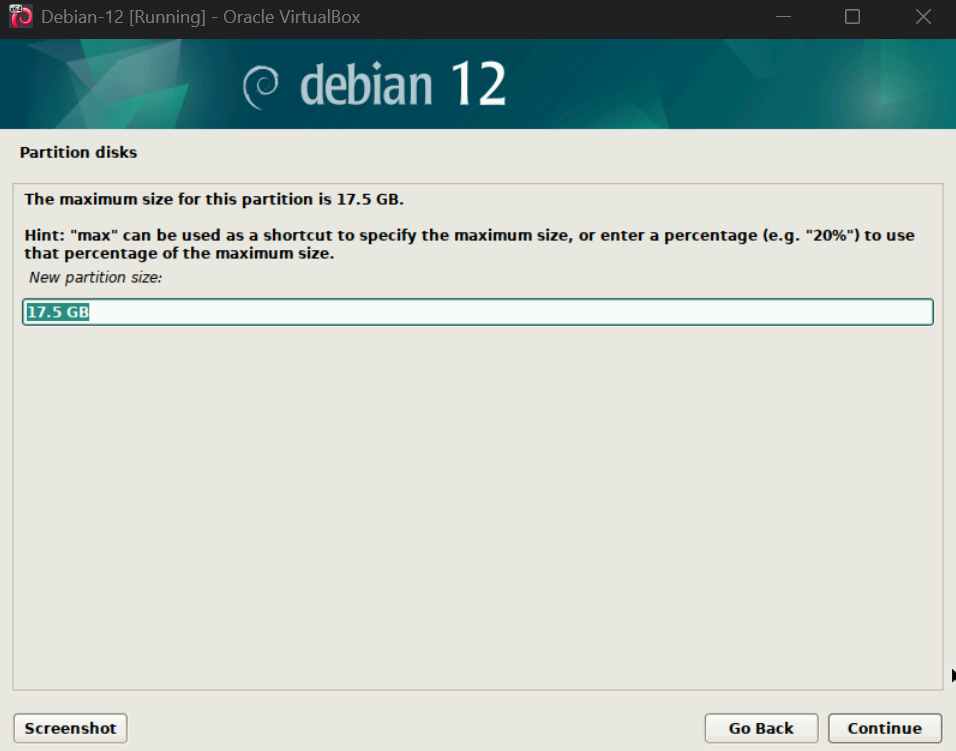 x64
Debian-12 [Running] - Oracle VirtualBox
debian 12
Partition disks
The maximum size for this partition is 17.5 GB.
Hint: "max" can be used as a shortcut to specify the maximum size, or enter a percentage (e.g. "20%") to use
that percentage of the maximum size.
New partition size:
17.5 GB
Screenshot
Go Back
Continue